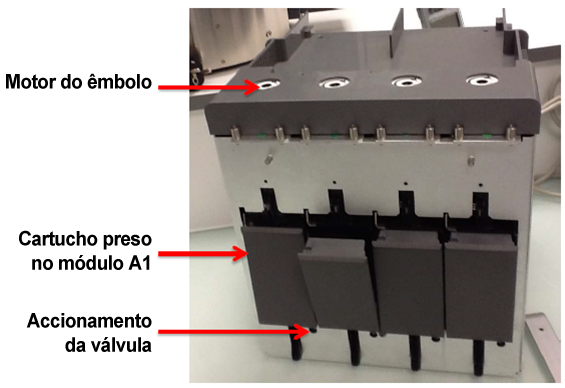 Motor do êmbolo
Cartucho preso
no módulo A1
Accionamento
da válvula